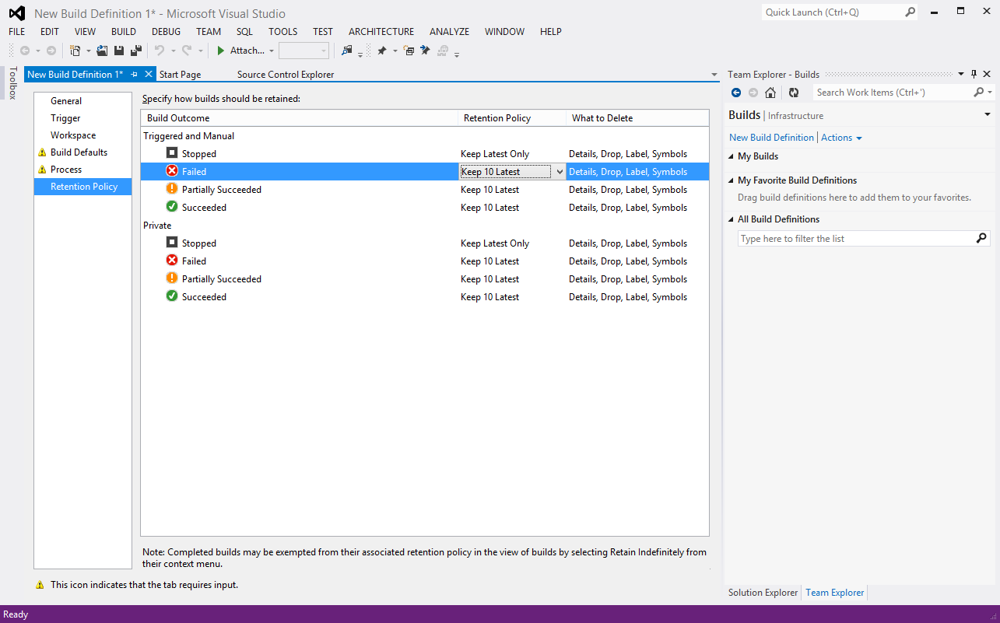 New Build Definition 1* - Microsoft Visual Studio
Quick Launch (Ctrl+Q)
FILE EDIT VIEW BUILD DEBUG TEAM SQL TOOLS TEST ARCHITECTURE ANALYZE WINDOW HELP
Attach...
Toolbox
New Build Definition 1* Start Page Source Control Explorer
General
Trigger
Workspace
Build Defaults
Process
Retention Policy
Specify how builds should be retained:
Build Outcome Retention Policy What to Delete
Triggered and Manual
Stopped Keep Latest Only Details, Drop, Label, Symbols
Failed Keep 10 Latest Details, Drop, Label, Symbols
Partially Succeeded Keep 10 Latest Details, Drop, Label, Symbols
Succeeded Keep 10 Latest Details, Drop, Label, Symbols
Private
Stopped Keep Latest Only Details, Drop, Label, Symbols
Failed Keep 10 Latest Details, Drop, Label, Symbols
Partially Succeeded Keep 10 Latest Details, Drop, Label, Symbols
Succeeded Keep 10 Latest Details, Drop, Label, Symbols
Note: Completed builds may be exempted from their associated retention policy in the view of builds by selecting Retain Indefinitely from
their context menu.
This icon indicates that the tab requires input.
Team Explorer - Builds
Search Work Items (Ctrl+')
Builds | Infrastructure
New Build Definition | Actions
My Builds
My Favorite Build Definitions
Drag build definitions here to add them to your favorites.
All Build Definitions
Type here to filter the list
Solution Explorer Team Explorer
Ready